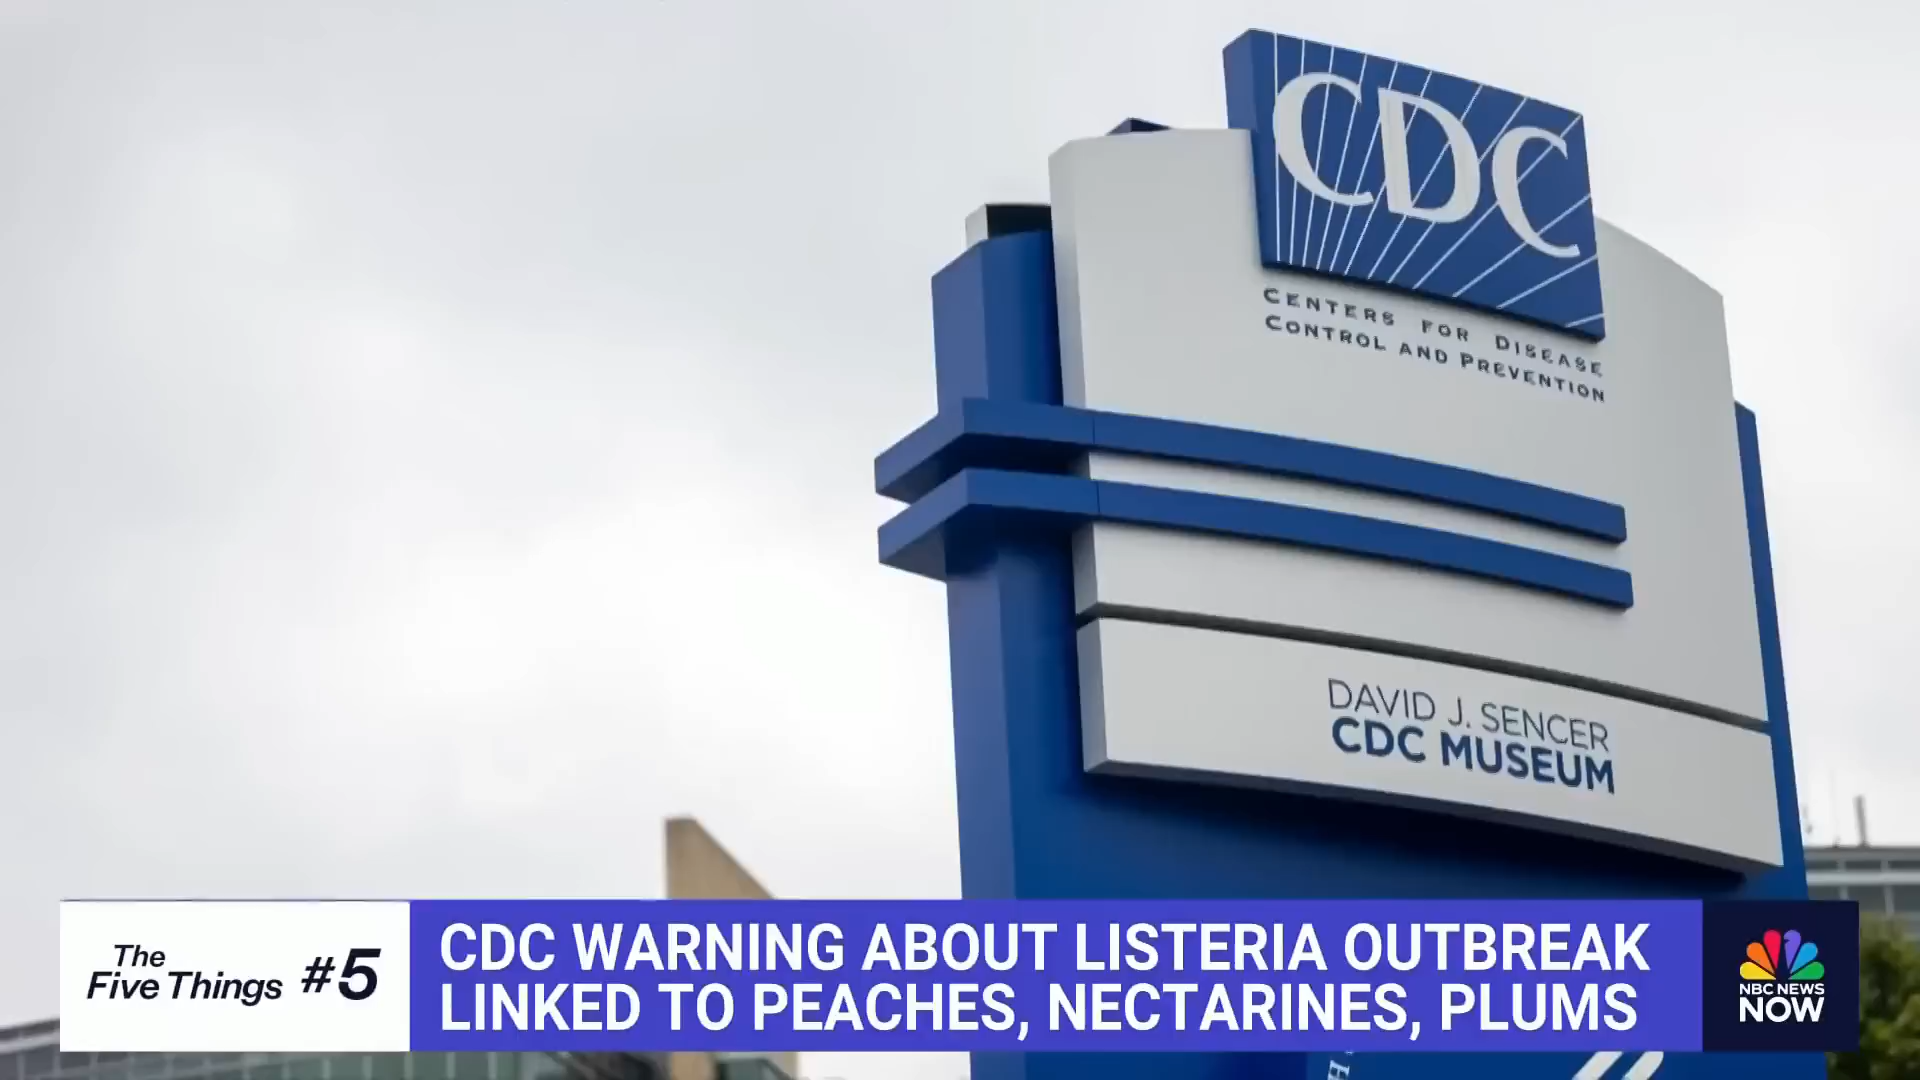 CDC
CENTERS FOR DISEASE
CONTROL AND PREVENTION
DAVID J. SENCER
CDC MUSEUM
The
Five Things
#5
CDC WARNING ABOUT LISTERIA OUTBREAK
LINKED TO PEACHES, NECTARINES, PLUMS
NBC NEWS
NOW